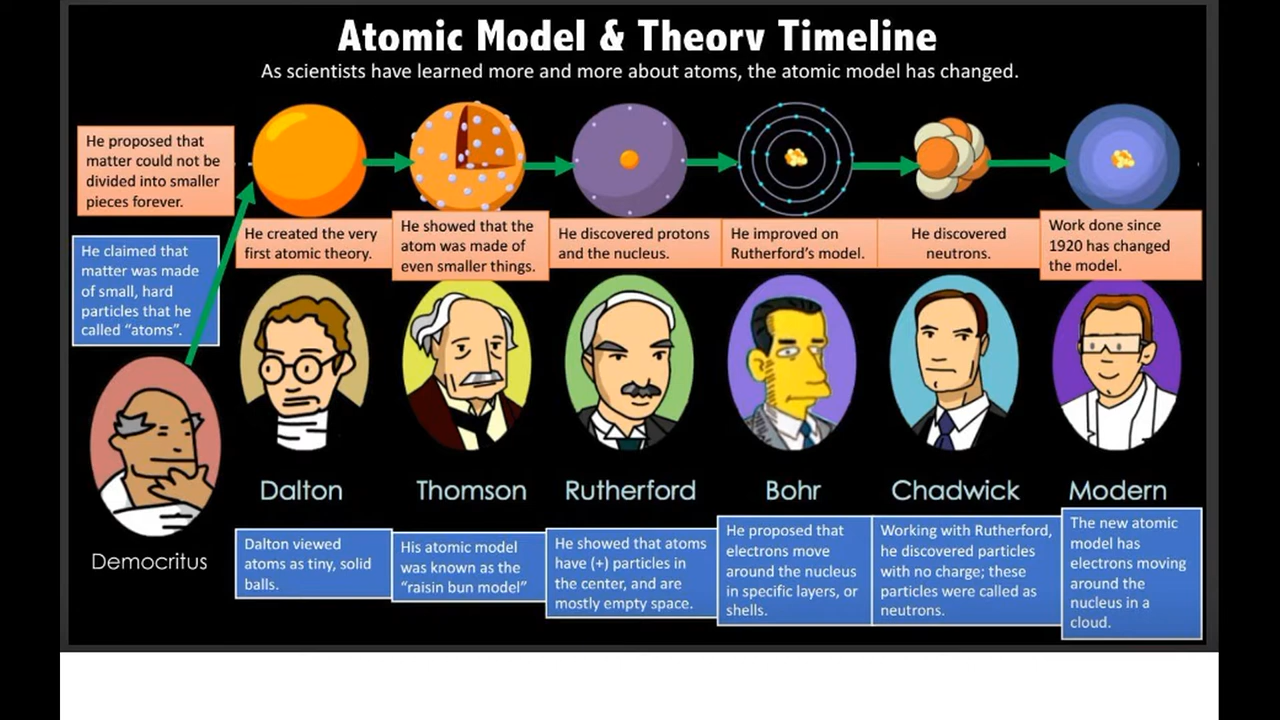 Atomic Model & Theory Timeline
As scientists have learned more and more about atoms, the atomic model has changed.
He proposed that
matter could not be
divided into smaller
pieces forever.
He claimed that
matter was made
of small, hard
particles that he
called “atoms”.
Democritus
He created the very
first atomic theory.
Dalton
Dalton viewed
atoms as tiny, solid
balls.
He showed that the
atom was made of
even smaller things.
Thomson
His atomic model
was known as the
“raisin bun model”
He discovered protons
and the nucleus.
Rutherford
He showed that atoms
have (+) particles in
the center, and are
mostly empty space.
He improved on
Rutherford’s model.
Bohr
He proposed that
electrons move
around the nucleus
in specific layers, or
shells.
He discovered
neutrons.
Chadwick
Working with Rutherford,
he discovered particles
with no charge; these
particles were called as
neutrons.
Work done since
1920 has changed
the model.
Modern
The new atomic
model has
electrons moving
around the
nucleus in a
cloud.